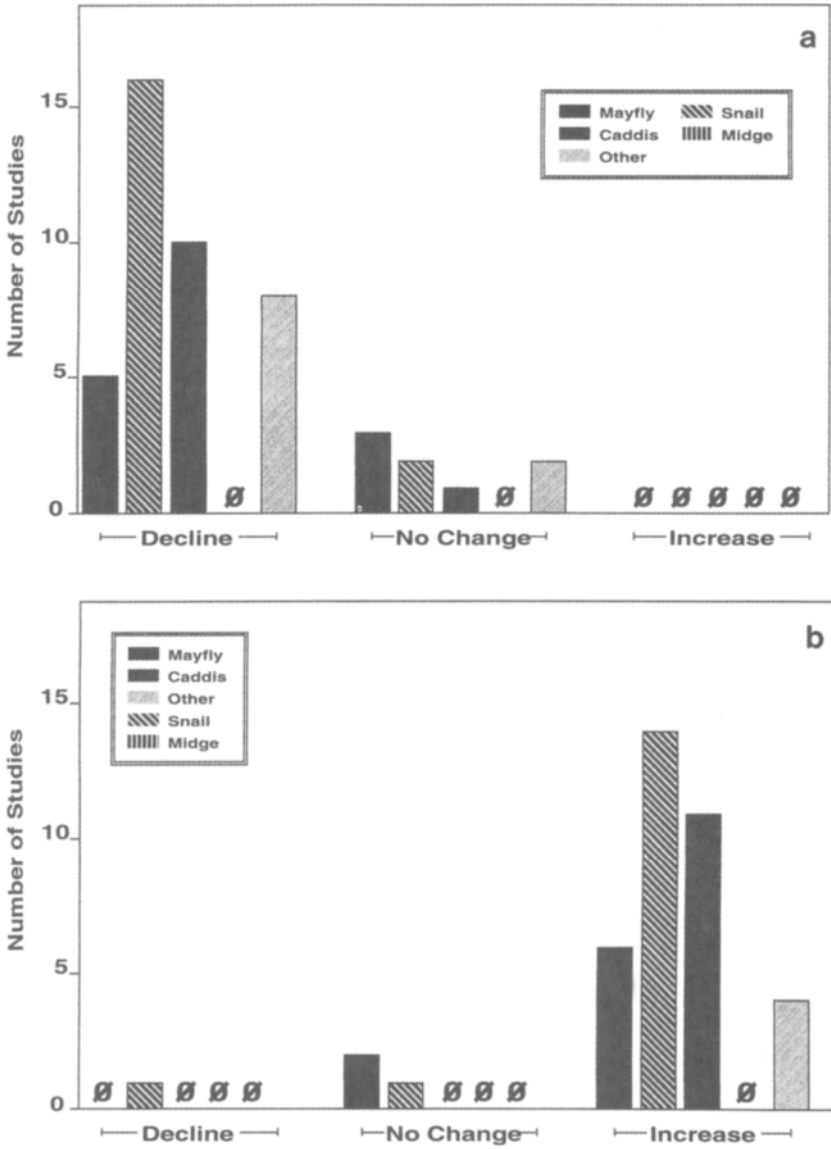 a
Number of Studies
15
10
5
0
Mayfly
Snail
Caddis
Midge
Other
Ø
Ø
Ø Ø Ø Ø Ø
Decline
No Change
Increase
b
Number of Studies
15
10
5
0
Mayfly
Caddis
Other
Snail
Midge
Ø
Ø Ø Ø
Ø Ø Ø
Ø
Decline
No Change
Increase